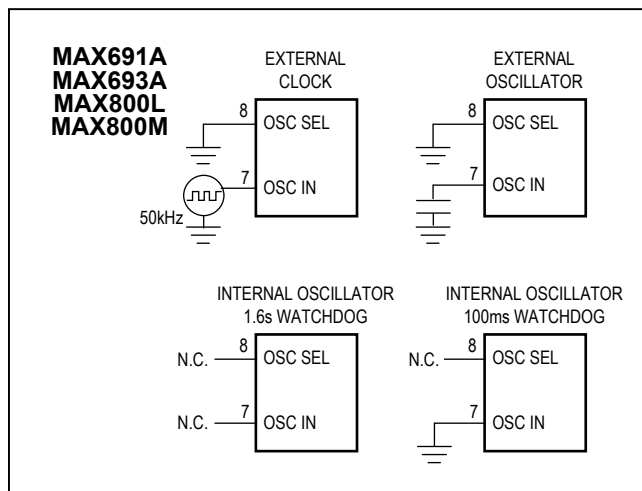 MAX691A
MAX693A
MAX800L
MAX800M
EXTERNAL
CLOCK
8
OSC SEL
7
OSC IN
50kHz
EXTERNAL
OSCILLATOR
8
OSC SEL
7
OSC IN
INTERNAL OSCILLATOR
1.6s WATCHDOG
N.C.
8
OSC SEL
N.C.
7
OSC IN
INTERNAL OSCILLATOR
100ms WATCHDOG
N.C.
8
OSC SEL
7
OSC IN